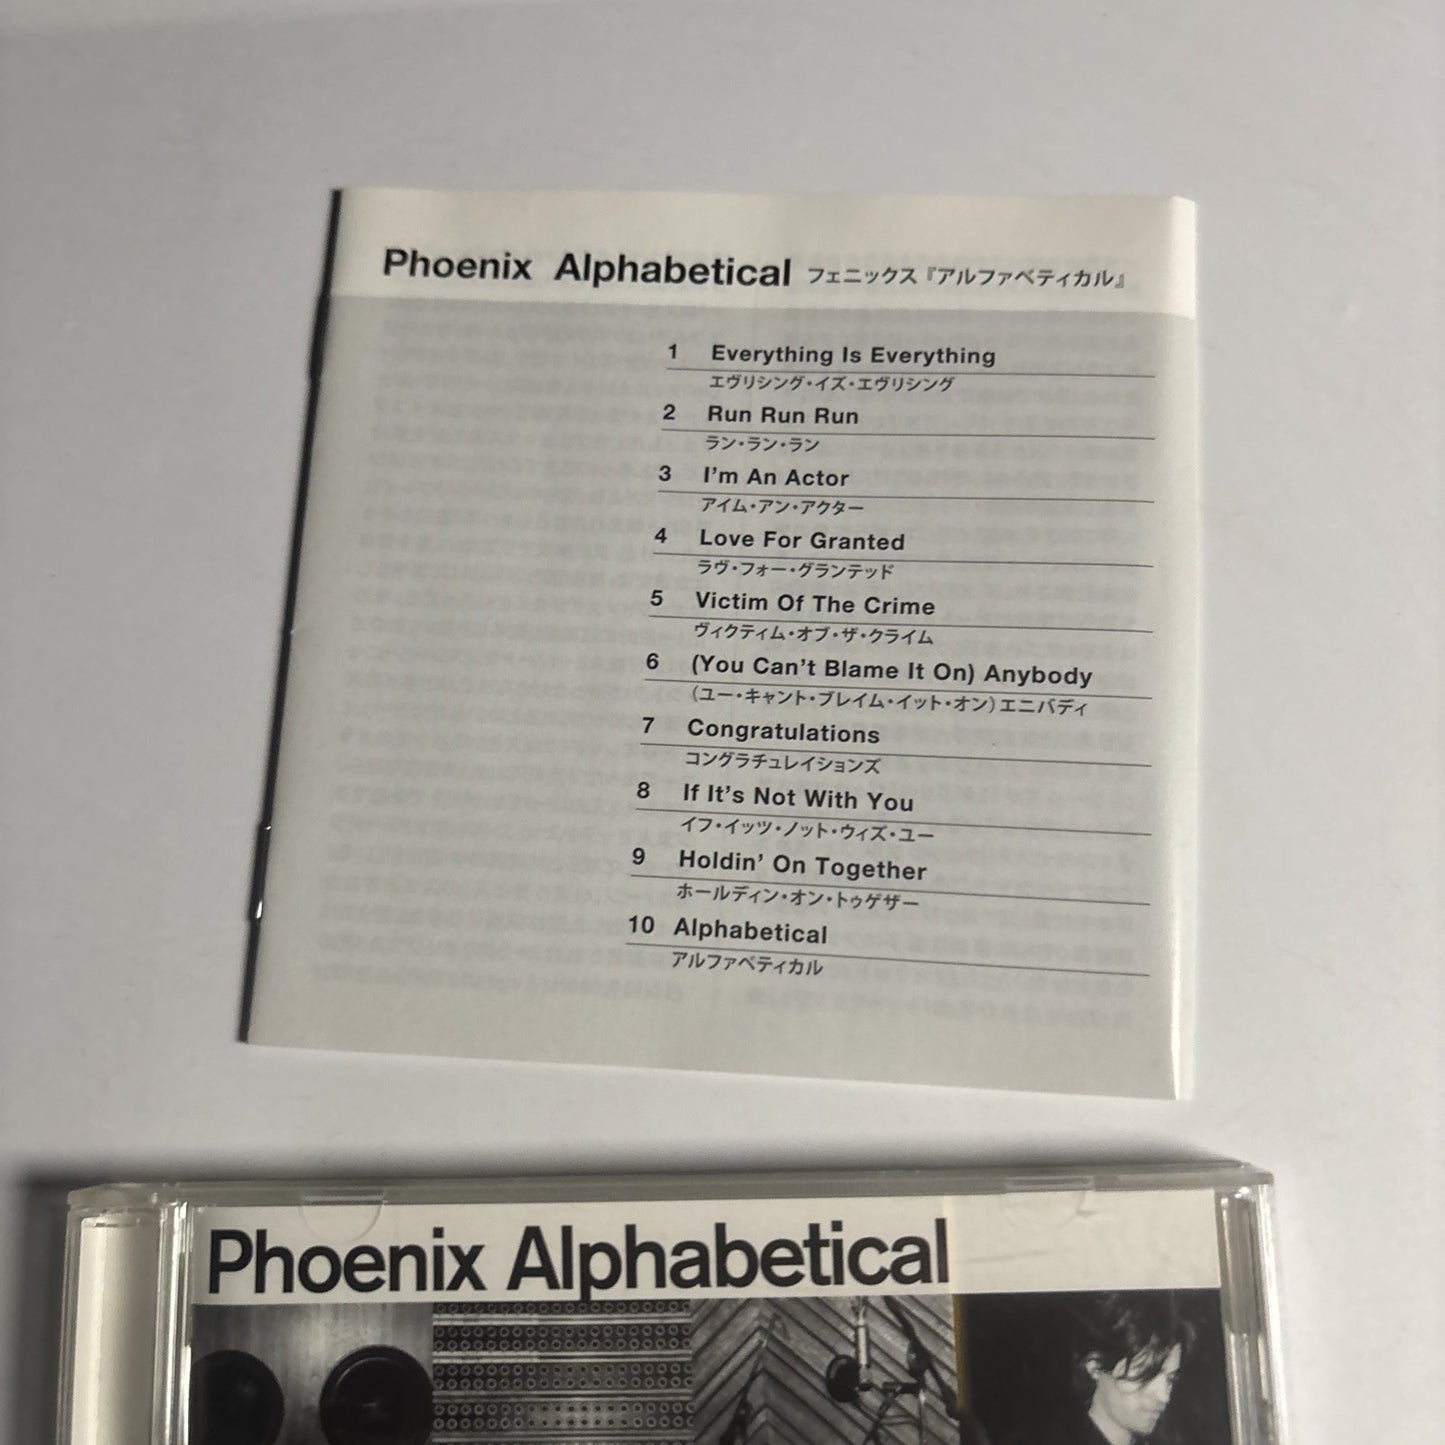 Phoenix Alphabetical フェニックス『アルファベティカル』
1 Everything Is Everything
エヴリシング・イズ・エヴリシング
2 Run Run Run
ラン・ラン・ラン
3 I'm An Actor
アイム・アン・アクター
4 Love For Granted
ラヴ・フォー・グランテッド
5 Victim Of The Crime
ヴィクティム・オブ・ザ・クライム
6 (You Can't Blame It On) Anybody
(ユー・キャント・ブレイム・イット・オン)エニバディ
7 Congratulations
コングラチュレイションズ
8 If It's Not With You
イフ・イッツ・ノット・ウィズ・ユー
9 Holdin' On Together
ホールディン・オン・トゥゲザー
10 Alphabetical
アルファベティカル
Phoenix Alphabetical